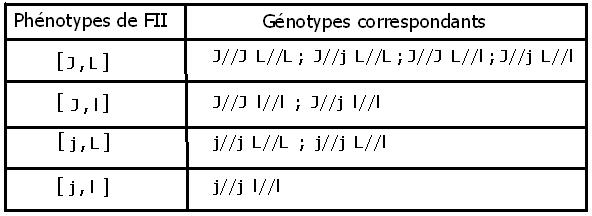 Phénotypes de FII Génotypes correspondants
[J,L] J//J L//L ; J//j L//L ; J//J L//l ; J//j L//l
[J,l] J//J l//l ; J//j l//l
[j,L] j//j L//L ; j//j L//l
[j,l] j//j l//l